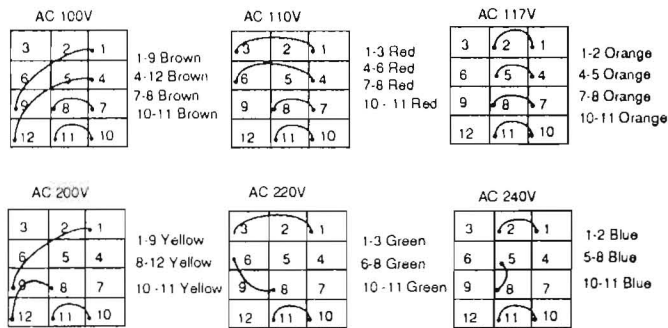 AC 100V
3 2 1
6 5 4
9 8 7
12 11 10
1-9 Brown
4-12 Brown
7-8 Brown
10-11 Brown
AC 110V
3 2 1
6 5 4
9 8 7
12 11 10
1-3 Red
4-6 Red
7-8 Red
10 - 11 Red
AC 117V
3 2 1
6 5 4
9 8 7
12 11 10
1-2 Orange
4-5 Orange
7-8 Orange
10-11 Orange
AC 200V
3 2 1
6 5 4
9 8 7
12 11 10
1-9 Yellow
8-12 Yellow
10-11 Yellow
AC 220V
3 2 1
6 5 4
9 8 7
12 11 10
1-3 Green
6-8 Green
10-11 Green
AC 240V
3 2 1
6 5 4
9 8 7
12 11 10
1-2 Blue
5-8 Blue
10-11 Blue